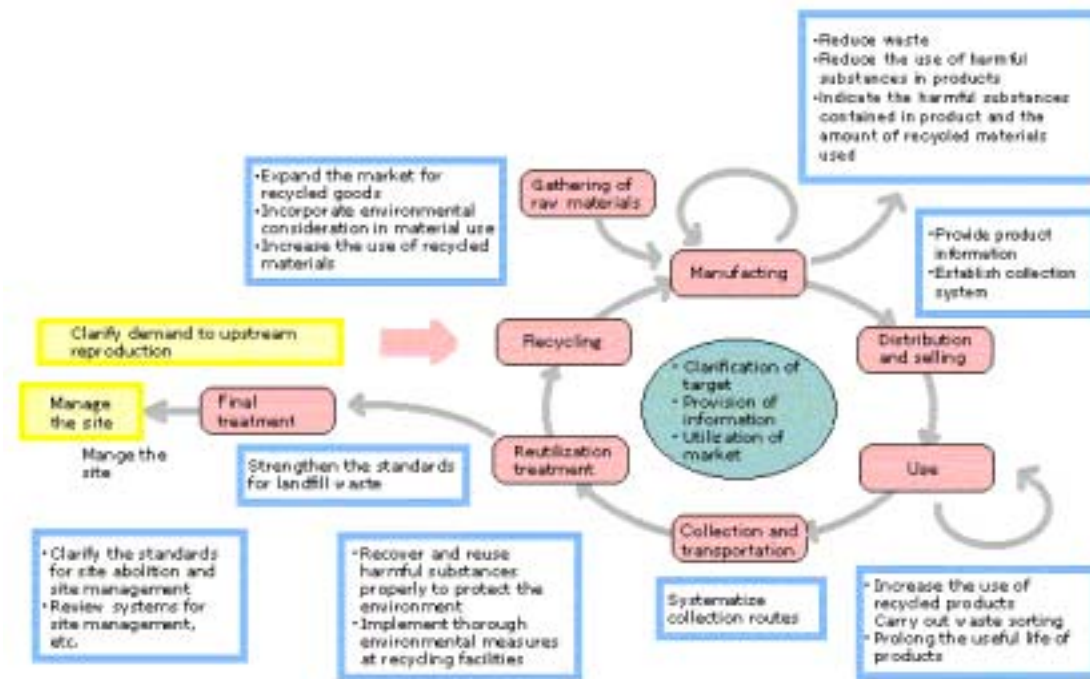 •Reduce waste
•Reduce the use of harmful
substances in products
•Indicate the harmful substances
contained in product and the
amount of recycled materials
used
•Expand the market for
recycled goods
•Incorporate environmental
consideration in material use
•Increase the use of recycled
materials
Gathering of
raw materials
Manufacting
•Provide product
information
•Establish collection
system
Clarify demand to upstream
reproduction
Recycling
Distribution
and selling
• Clarification of
target
• Provision of
information
• Utilization of
market
Manage
the site
Final
treatment
Mange the
site
Strengthen the standards
for landfill waste
Reutilization
treatment
Use
Collection and
transportation
• Clarify the standards
for site abolition and
site management
• Review systems for
site management,
etc.
•Recover and reuse
harmful substances
properly to protect the
environment
•Implement thorough
environmental measures
at recycling facilities
Systematize
collection routes
• Increase the use of
recycled products
Carry out waste sorting
• Prolong the useful life of
products